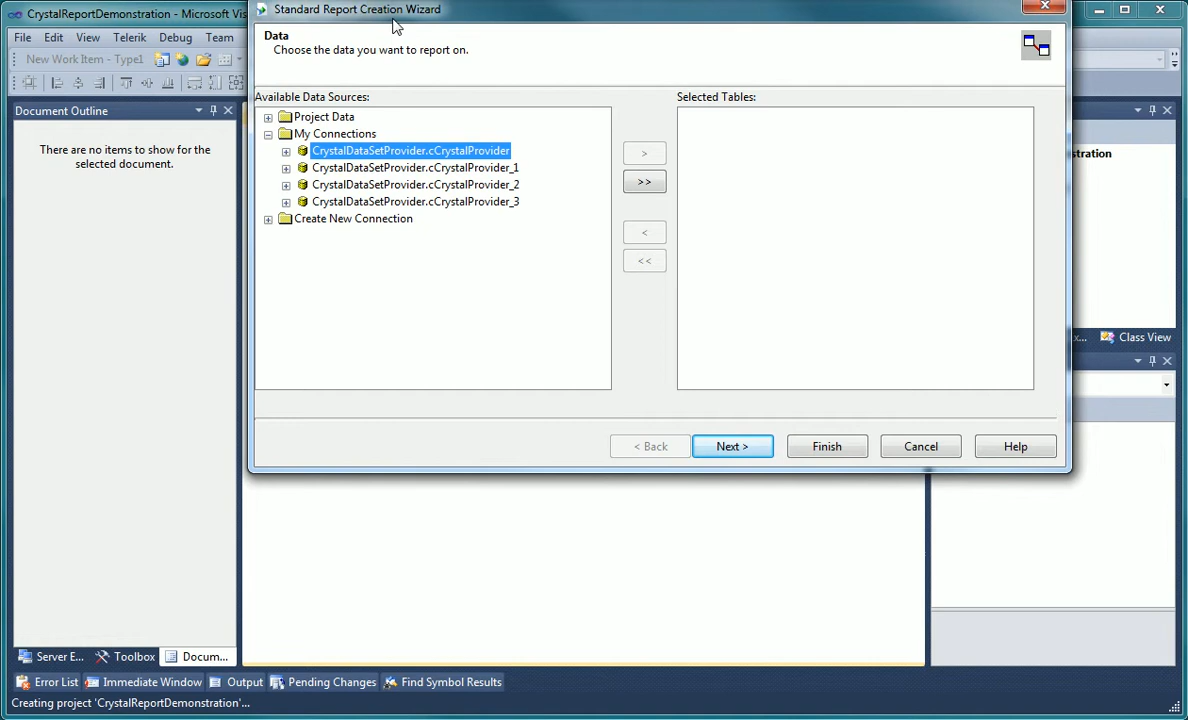 CrystalReportDemonstration - Microsoft Vis
Standard Report Creation Wizard
File Edit View Telerik Debug Team
Data
Choose the data you want to report on.
New Work Item - Type1
Document Outline
There are no items to show for the
selected document.
Available Data Sources:
Selected Tables:
Project Data
My Connections
CrystalDataSetProvider.cCrystalProvider
CrystalDataSetProvider.cCrystalProvider_1
CrystalDataSetProvider.cCrystalProvider_2
CrystalDataSetProvider.cCrystalProvider_3
Create New Connection
>
>>
<
<<
stration
x... Class View
< Back Next > Finish Cancel Help
Server E... Toolbox Docum...
Error List Immediate Window Output Pending Changes Find Symbol Results
Creating project 'CrystalReportDemonstration'...